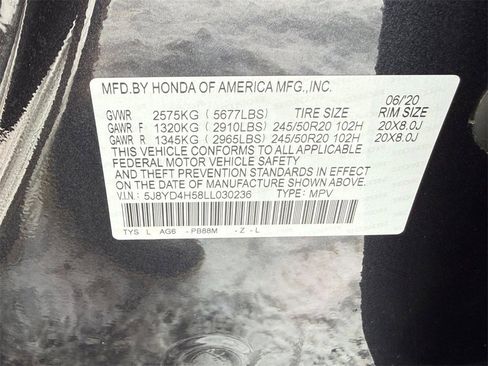 MFD.BY HONDA OF AMERICA MFG.,INC.
06/'20
GVWR 2575KG ( 5677LBS) TIRE SIZE RIM SIZE
GAWR F 1320KG ( 2910LBS) 245/50R20 102H 20X8.0J
GAWR R 1345KG ( 2965LBS) 245/50R20 102H 20X8.0J
THIS VEHICLE CONFORMS TO ALL APPLICABLE
FEDERAL MOTOR VEHICLE SAFETY
AND THEFT PREVENTION STANDARDS IN EFFECT
ON THE DATE OF MANUFACTURE SHOWN ABOVE.
V.I.N.: 5J8YD4H58LL030236 TYPE: MPV
TYS L AG6 -PB88M -Z -L